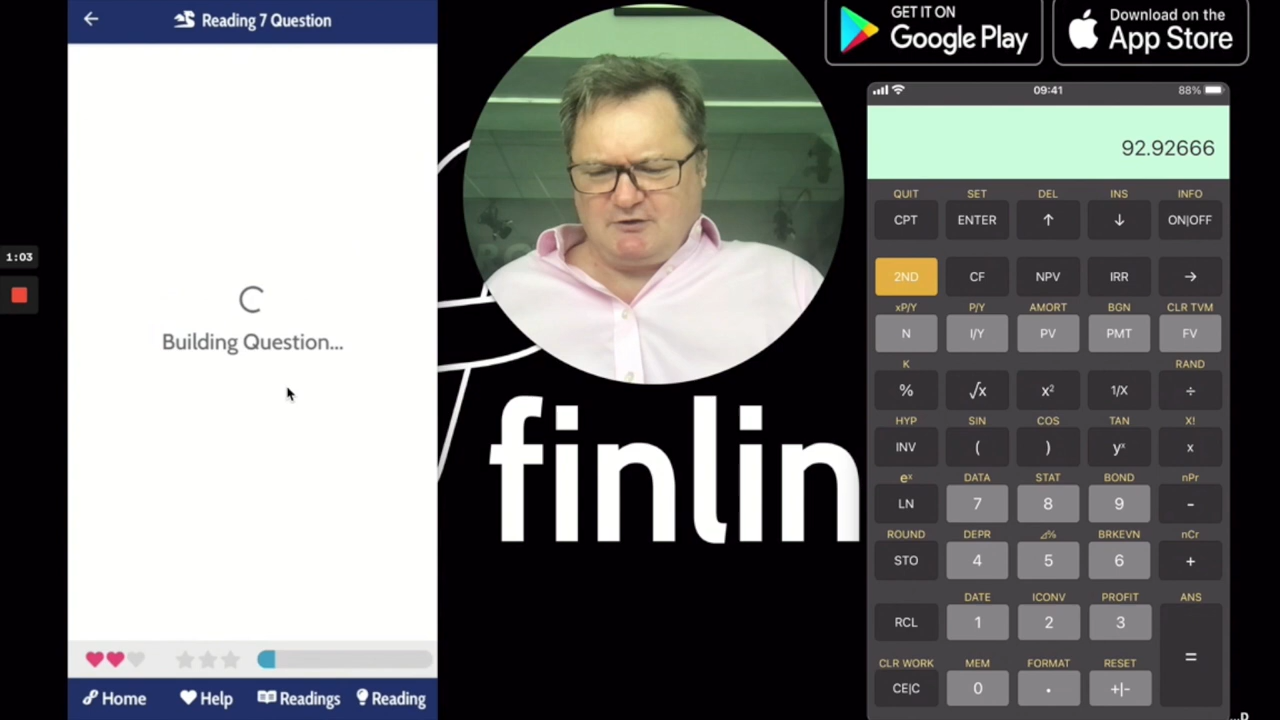 Reading 7 Question
1:03
Building Question...
Home
Help
Readings
Reading
finlin
GET IT ON
Google Play
Download on the
App Store
09:41
88%
92.92666
QUIT SET DEL INS INFO
CPT ENTER ↑ ↓ ON|OFF
2ND CF NPV IRR →
xP/Y P/Y AMORT BGN CLR TVM
N I/Y PV PMT FV
K RAND
% √x x² 1/X ÷
HYP SIN COS TAN X!
INV ( ) yˣ x
eˣ DATA STAT BOND nPr
LN 7 8 9 -
ROUND DEPR ⊿% BRKEVN nCr
STO 4 5 6 +
DATE ICONV PROFIT ANS
RCL 1 2 3
=
CLR WORK MEM FORMAT RESET
CE|C 0 . +|-
...p